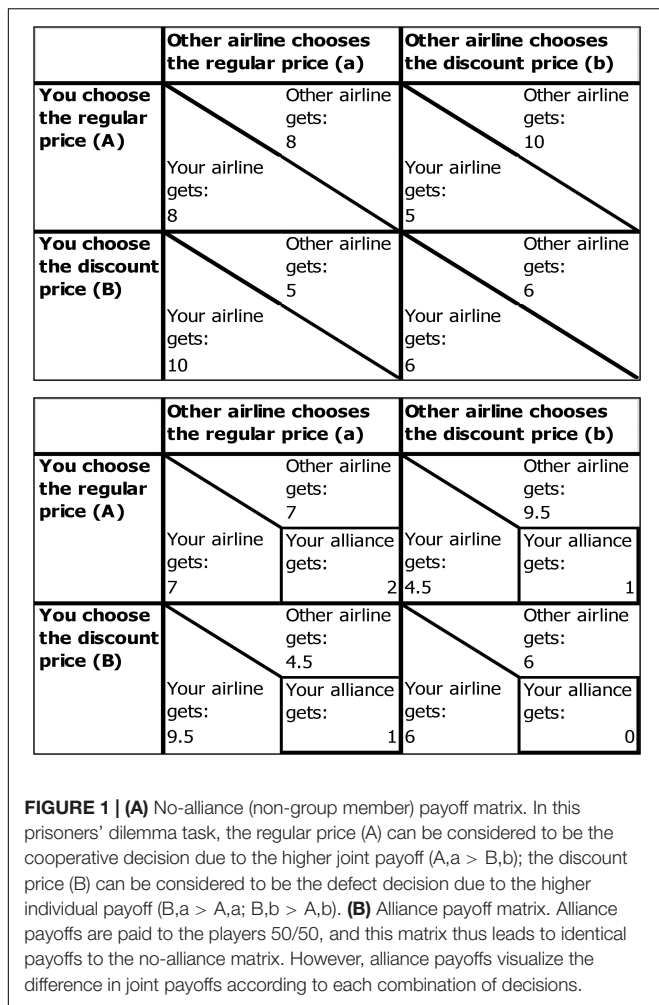 Other airline chooses the regular price (a)
Other airline chooses the discount price (b)
You choose the regular price (A)
Other airline gets: 8
Your airline gets: 8
Other airline gets: 10
Your airline gets: 5
You choose the discount price (B)
Other airline gets: 5
Your airline gets: 10
Other airline gets: 6
Your airline gets: 6
Other airline chooses the regular price (a)
Other airline chooses the discount price (b)
You choose the regular price (A)
Other airline gets: 7
Your airline gets: 7
Your alliance gets: 2
Other airline gets: 9.5
Your airline gets: 4.5
Your alliance gets: 1
You choose the discount price (B)
Other airline gets: 4.5
Your airline gets: 9.5
Your alliance gets: 1
Other airline gets: 6
Your airline gets: 6
Your alliance gets: 0
FIGURE 1 | (A) No-alliance (non-group member) payoff matrix. In this
prisoners' dilemma task, the regular price (A) can be considered to be the
cooperative decision due to the higher joint payoff (A,a > B,b); the discount
price (B) can be considered to be the defect decision due to the higher
individual payoff (B,a > A,a; B,b > A,b). (B) Alliance payoff matrix. Alliance
payoffs are paid to the players 50/50, and this matrix thus leads to identical
payoffs to the no-alliance matrix. However, alliance payoffs visualize the
difference in joint payoffs according to each combination of decisions.